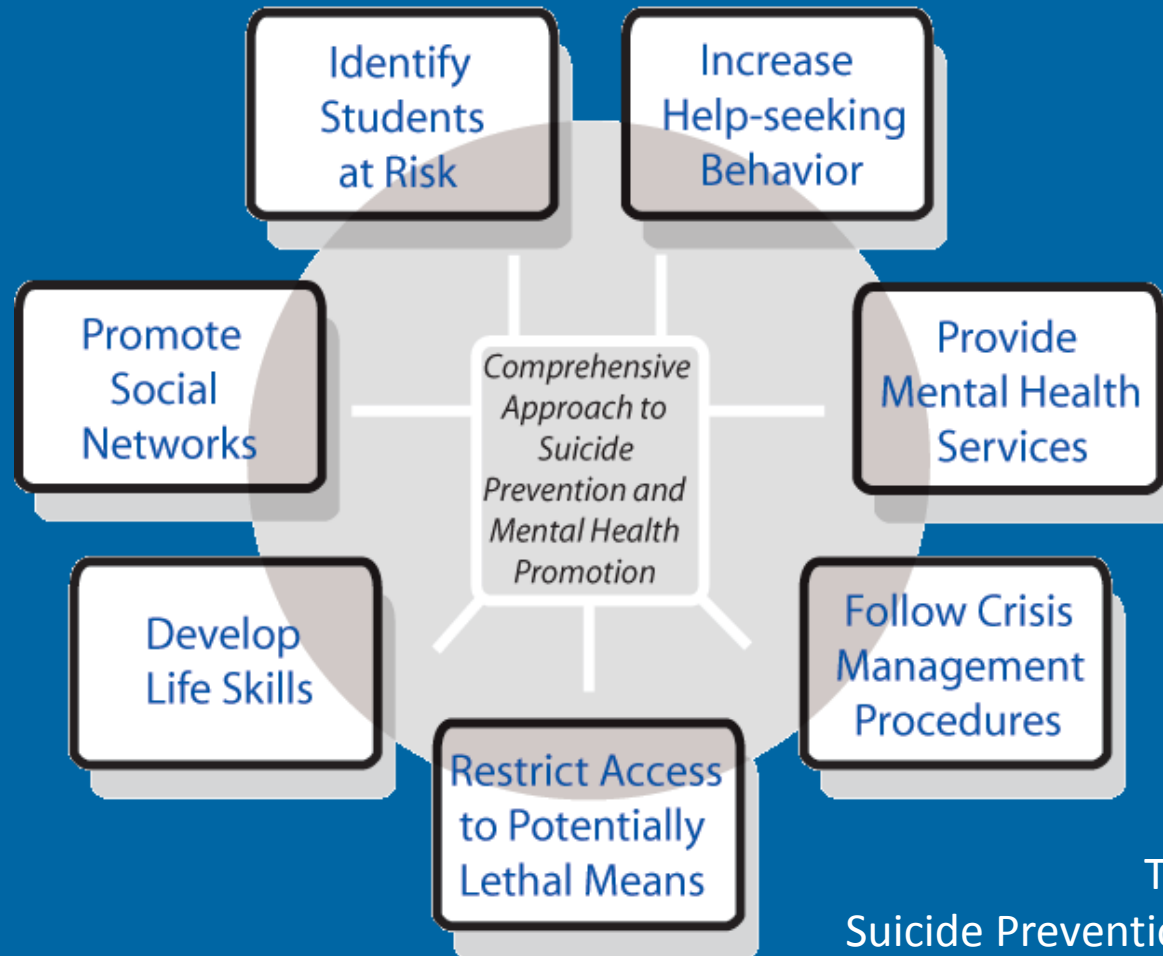 Identify
Students
at Risk
Increase
Help-seeking
Behavior
Promote
Social
Networks
Comprehensive
Approach to
Suicide
Prevention and
Mental Health
Promotion
Provide
Mental Health
Services
Develop
Life Skills
Follow Crisis
Management
Procedures
Restrict Access
to Potentially
Lethal Means
Suicide